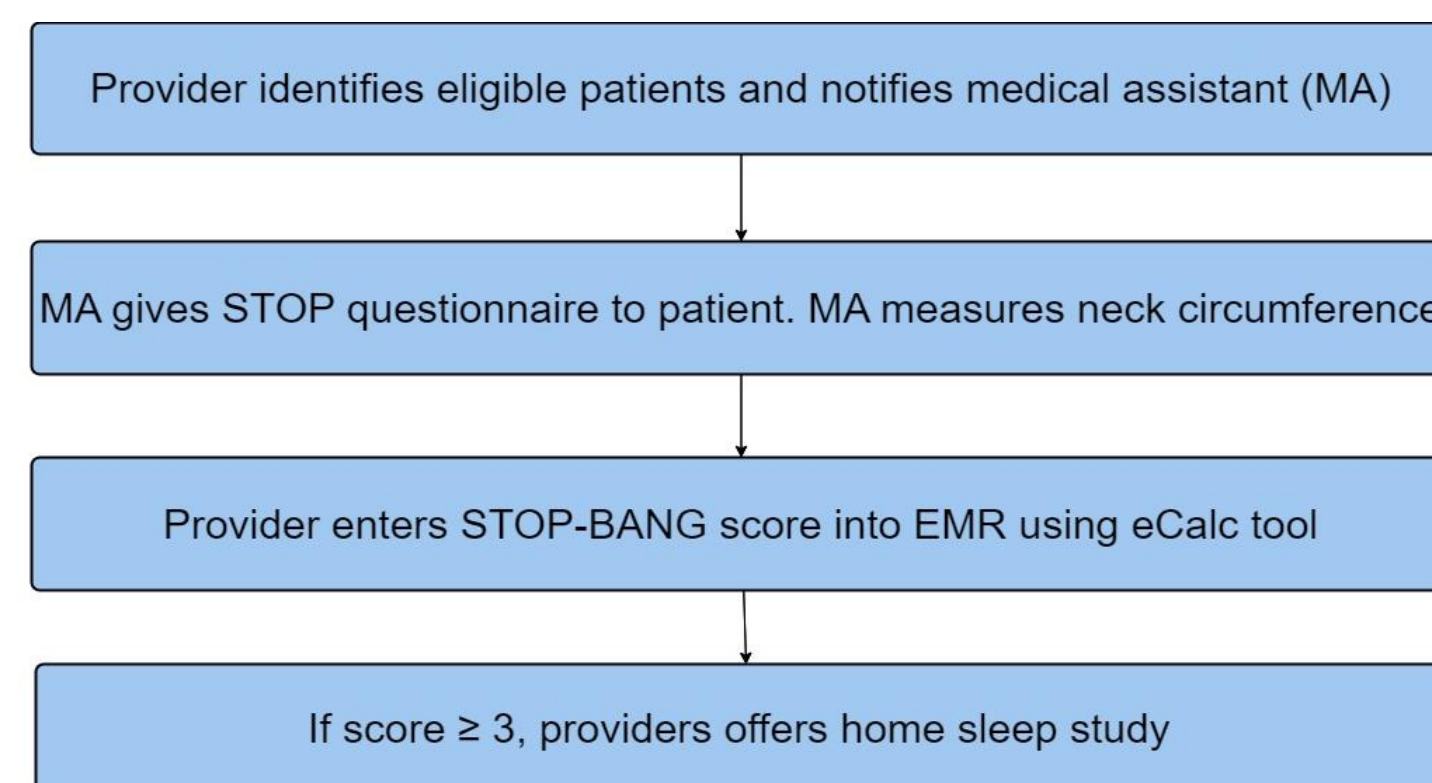 Provider identifies eligible patients and notifies medical assistant (MA)
MA gives STOP questionnaire to patient. MA measures neck circumference
Provider enters STOP-BANG score into EMR using eCalc tool
If score ≥ 3, providers offers home sleep study